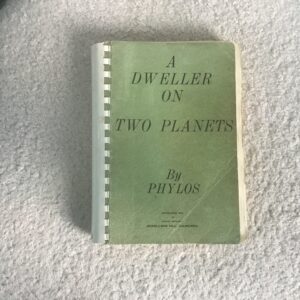 A
DWELLER
ON
TWO PLANETS
By
PHYLOS